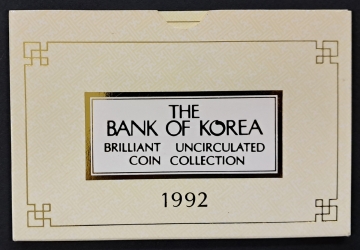 THE
BANK OF KOREA
BRILLIANT UNCIRCULATED
COIN COLLECTION
1992